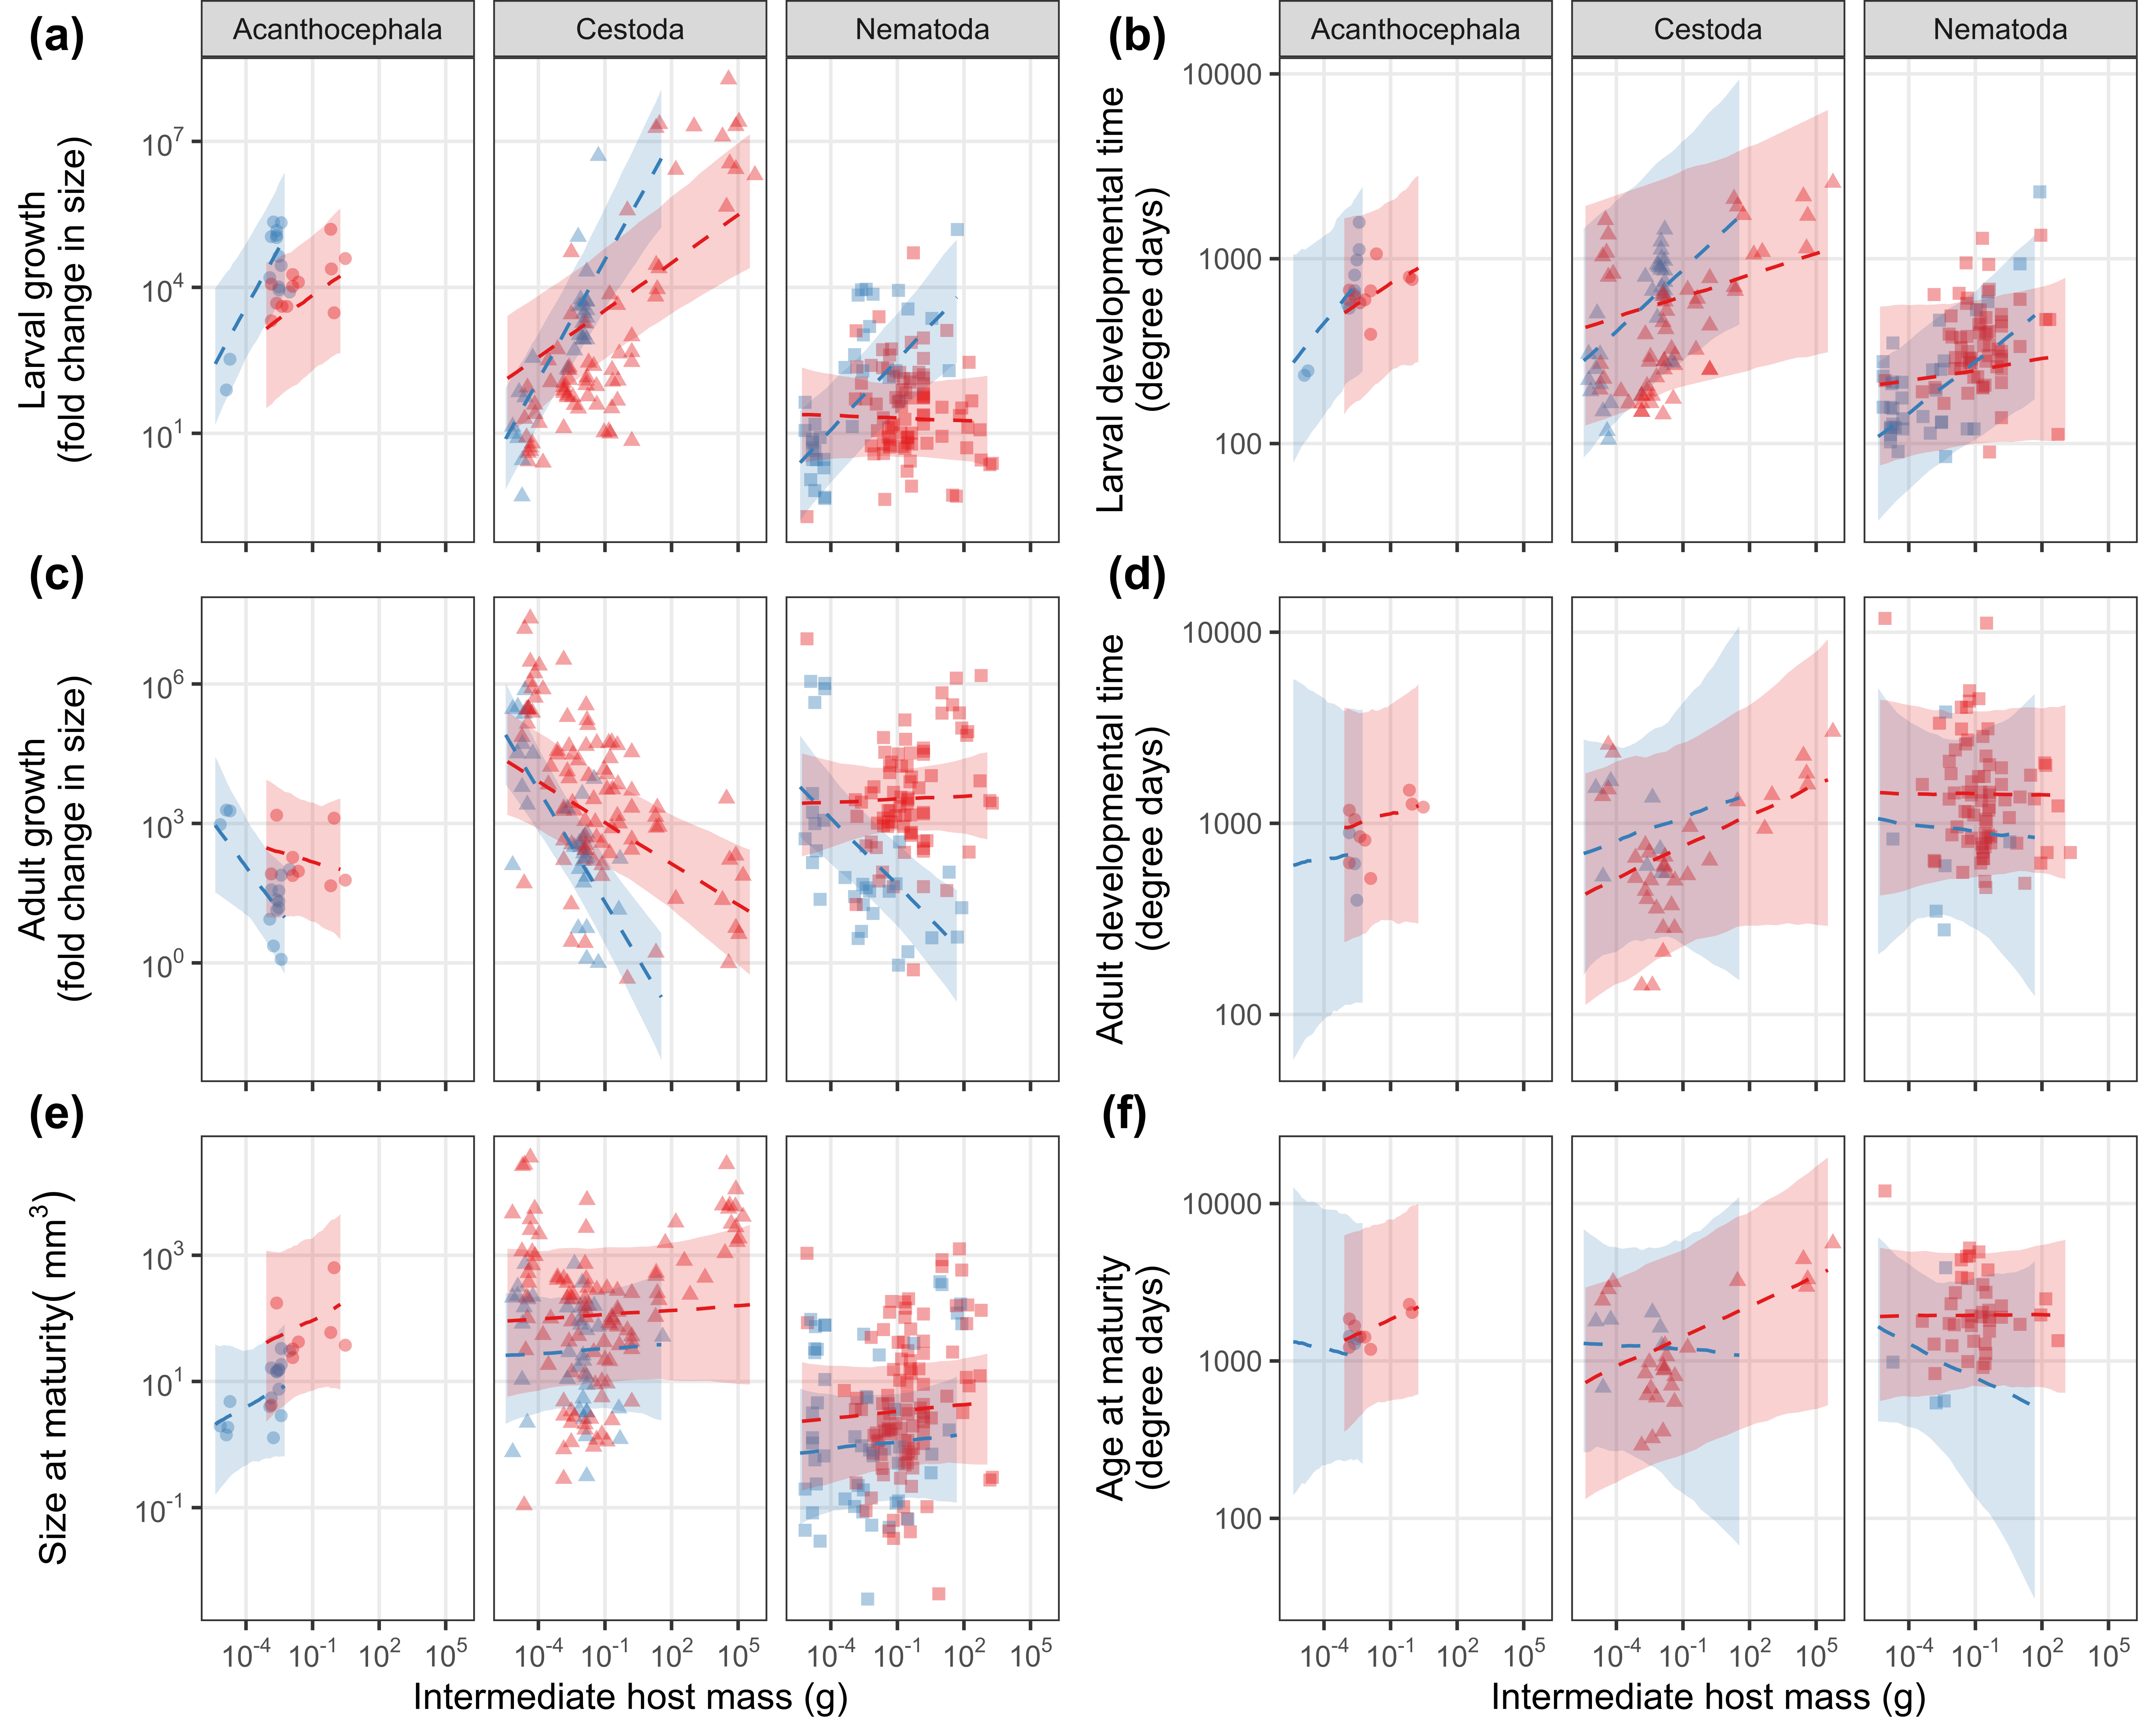 (a)
Acanthocephala
Cestoda
Nematoda
Larval growth
(fold change in size)
10^7
10^4
10^1
(b)
Acanthocephala
Cestoda
Nematoda
Larval developmental time
(degree days)
10000
1000
100
(c)
Adult growth
(fold change in size)
10^6
10^3
10^0
(d)
Adult developmental time
(degree days)
10000
1000
100
(e)
Size at maturity( mm^3)
10^3
10^1
10^-1
10^-4 10^-1 10^2 10^5 10^-4 10^-1 10^2 10^5 10^-4 10^-1 10^2 10^5
Intermediate host mass (g)
(f)
Age at maturity
(degree days)
10000
1000
100
10^-4 10^-1 10^2 10^5 10^-4 10^-1 10^2 10^5 10^-4 10^-1 10^2 10^5
Intermediate host mass (g)